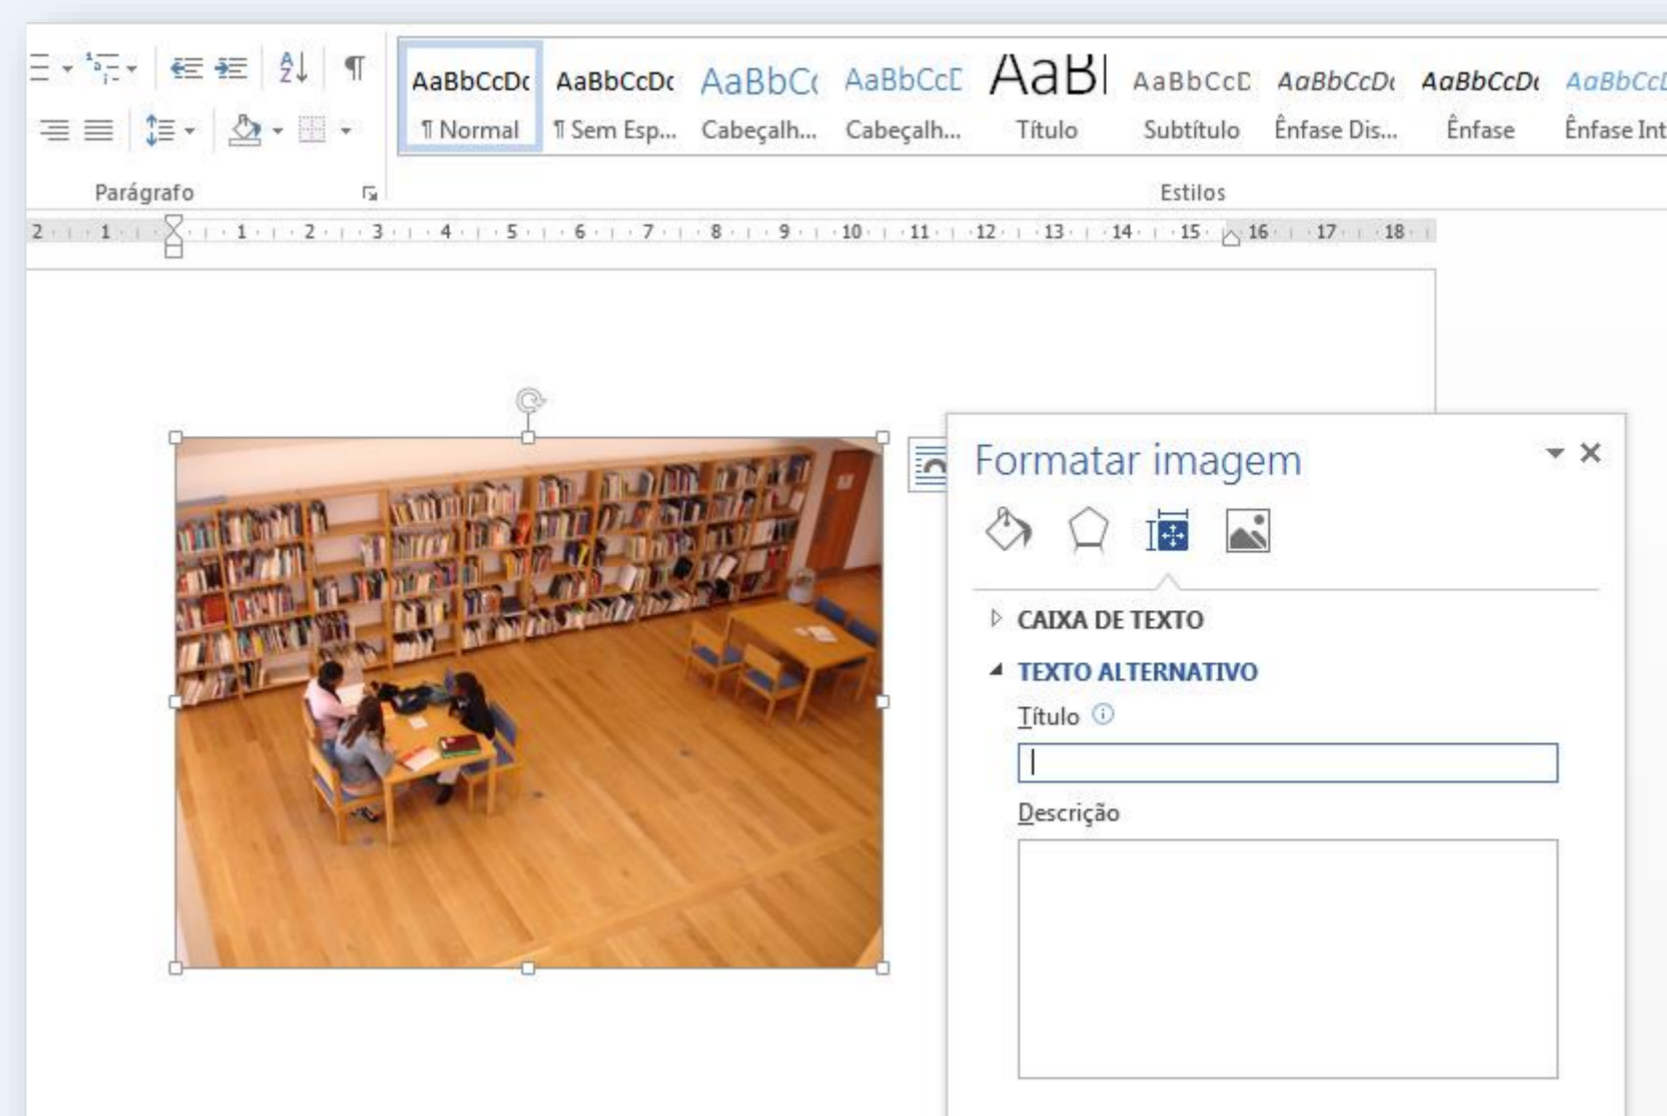 AaBbCcDc AaBbCcDc AaBbC AaBbCcD AaB AaBbCcD AaBbCcDc AaBbCcDc AaBbCcD
¶ Normal ¶ Sem Esp... Cabeçalh... Cabeçalh... Título Subtítulo Ênfase Dis... Ênfase Ênfase Int
Parágrafo Estilos
2 1 1 2 3 4 5 6 7 8 9 10 11 12 13 14 15 16 17 18
Formatar imagem
CAIXA DE TEXTO
TEXTO ALTERNATIVO
Título
Descrição